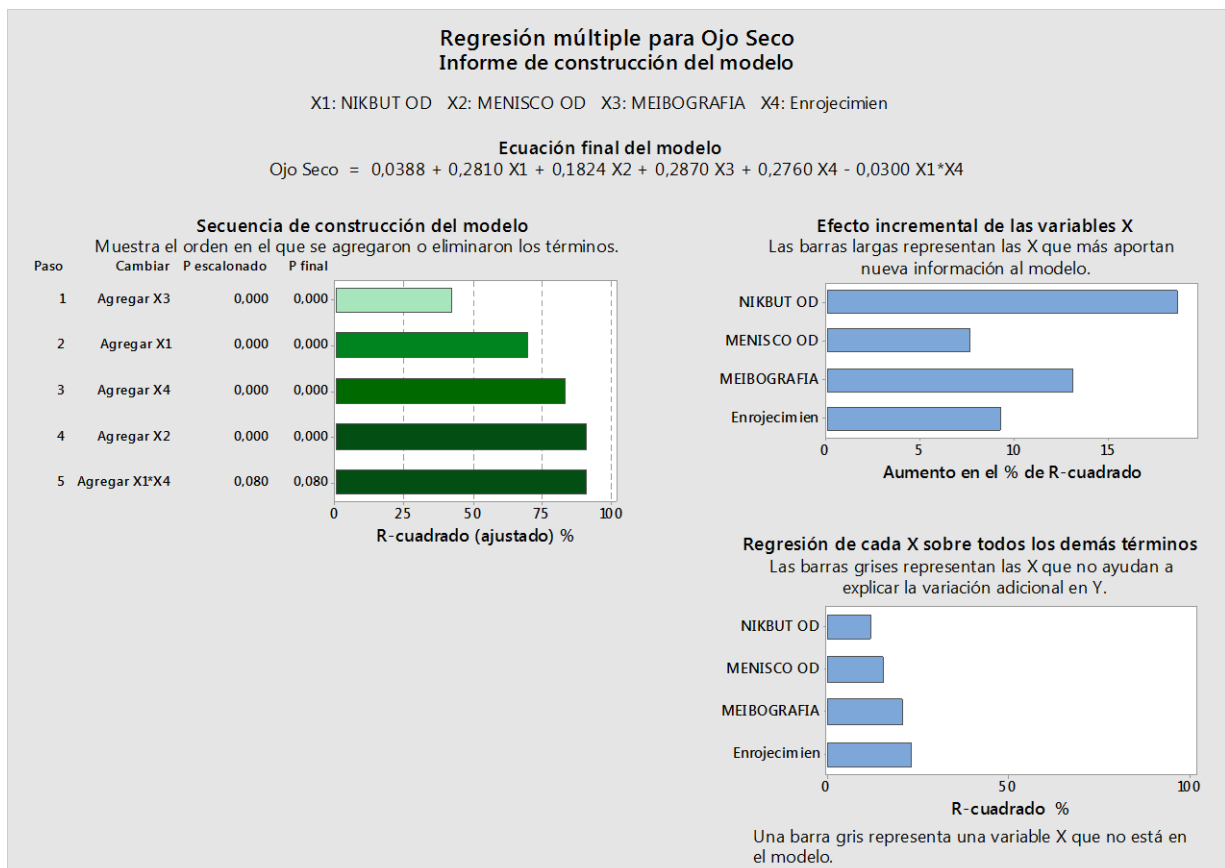 Regresión múltiple para Ojo Seco
Informe de construcción del modelo
X1: NIKBUT OD X2: MENISCO OD X3: MEIBOGRAFIA X4: Enrojecimien
Ecuación final del modelo
Ojo Seco = 0,0388 + 0,2810 X1 + 0,1824 X2 + 0,2870 X3 + 0,2760 X4 - 0,0300 X1*X4
Secuencia de construcción del modelo
Muestra el orden en el que se agregaron o eliminaron los términos.
Paso Cambiar P escalonado P final
1 Agregar X3 0,000 0,000
2 Agregar X1 0,000 0,000
3 Agregar X4 0,000 0,000
4 Agregar X2 0,000 0,000
5 Agregar X1*X4 0,080 0,080
0 25 50 75 100
R-cuadrado (ajustado) %
Efecto incremental de las variables X
Las barras largas representan las X que más aportan
nueva información al modelo.
NIKBUT OD
MENISCO OD
MEIBOGRAFIA
Enrojecimien
0 5 10 15
Aumento en el % de R-cuadrado
Regresión de cada X sobre todos los demás términos
Las barras grises representan las X que no ayudan a
explicar la variación adicional en Y.
NIKBUT OD
MENISCO OD
MEIBOGRAFIA
Enrojecimien
0 50 100
R-cuadrado %
Una barra gris representa una variable X que no está en
el modelo.